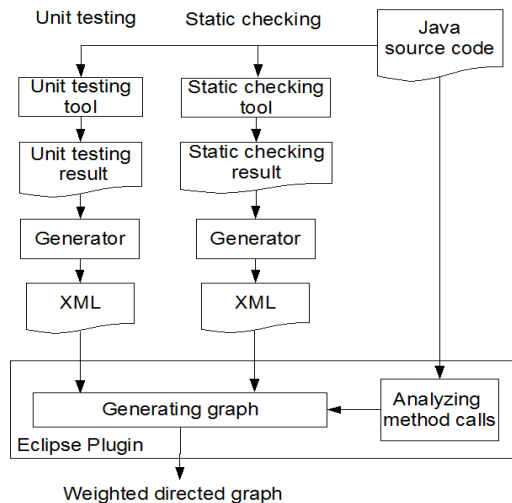 Unit testing
Static checking
Java
source code
Unit testing
tool
Static checking
tool
Unit testing
result
Static checking
result
Generator
Generator
XML
XML
Generating graph
Analyzing
method calls
Eclipse Plugin
Weighted directed graph